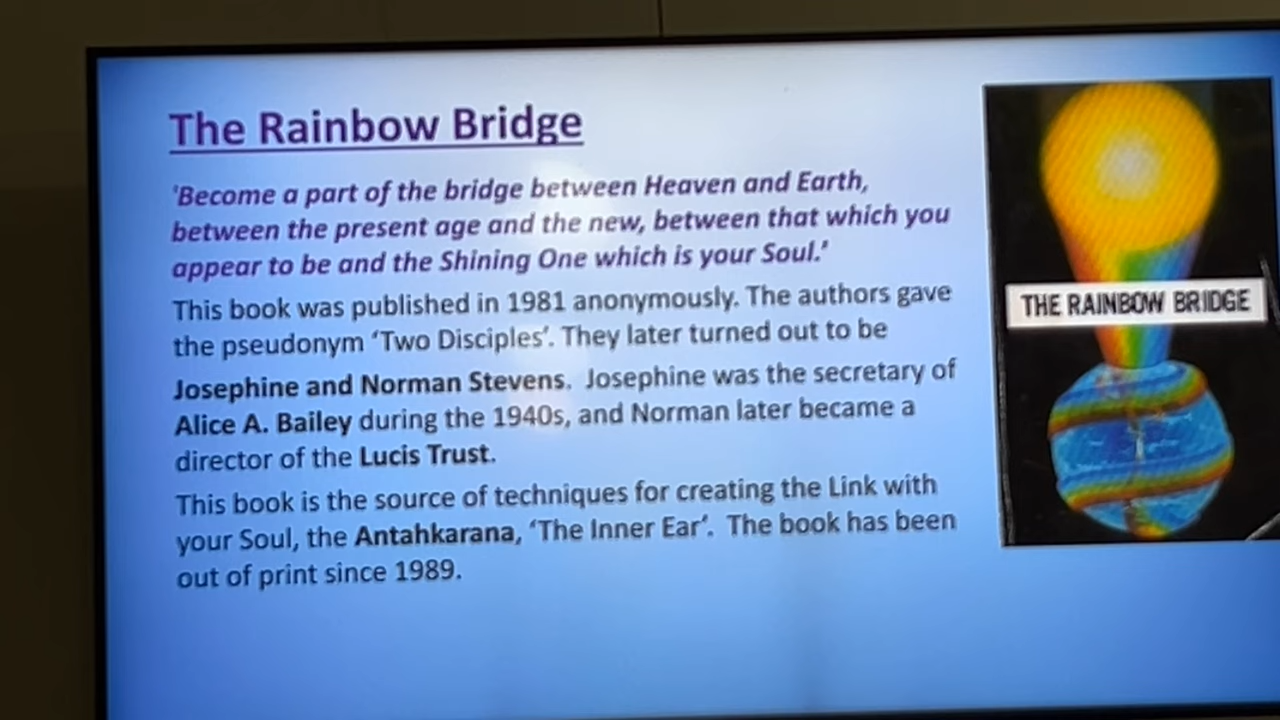 The Rainbow Bridge
'Become a part of the bridge between Heaven and Earth,
between the present age and the new, between that which you
appear to be and the Shining One which is your Soul.'
This book was published in 1981 anonymously. The authors gave
the pseudonym 'Two Disciples'. They later turned out to be
Josephine and Norman Stevens. Josephine was the secretary of
Alice A. Bailey during the 1940s, and Norman later became a
director of the Lucis Trust.
This book is the source of techniques for creating the Link with
your Soul, the Antahkarana, 'The Inner Ear'. The book has been
out of print since 1989.
THE RAINBOW BRIDGE